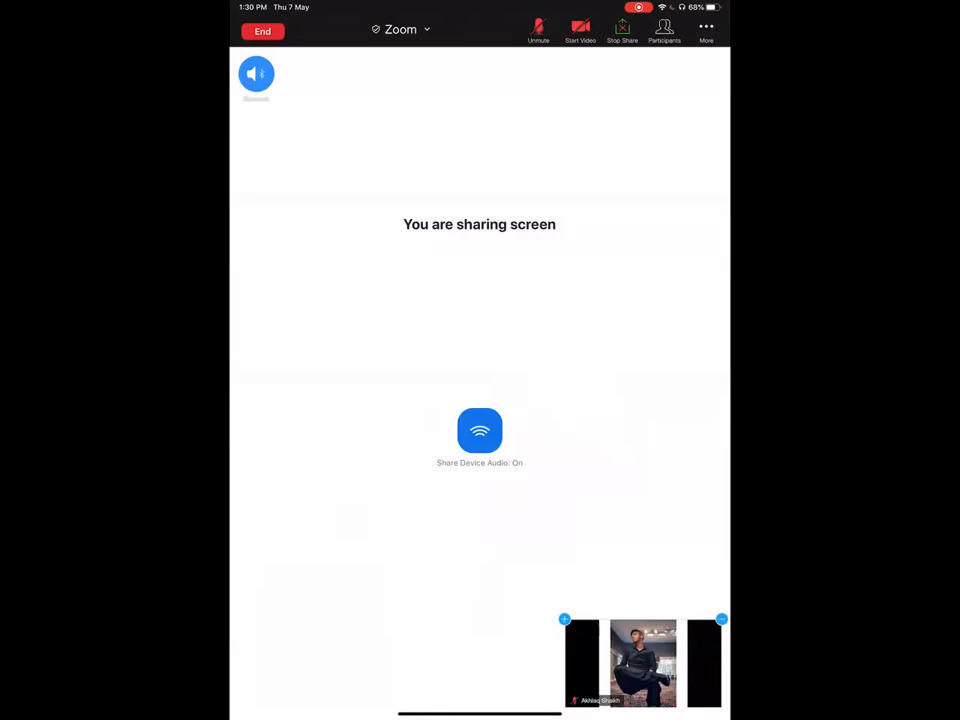 1:30 PM Thu 7 May
68%
End
Zoom
Unmute
Start Video
Stop Share
Participants
More
You are sharing screen
Share Device Audio: On
Akhlaq Shaikh